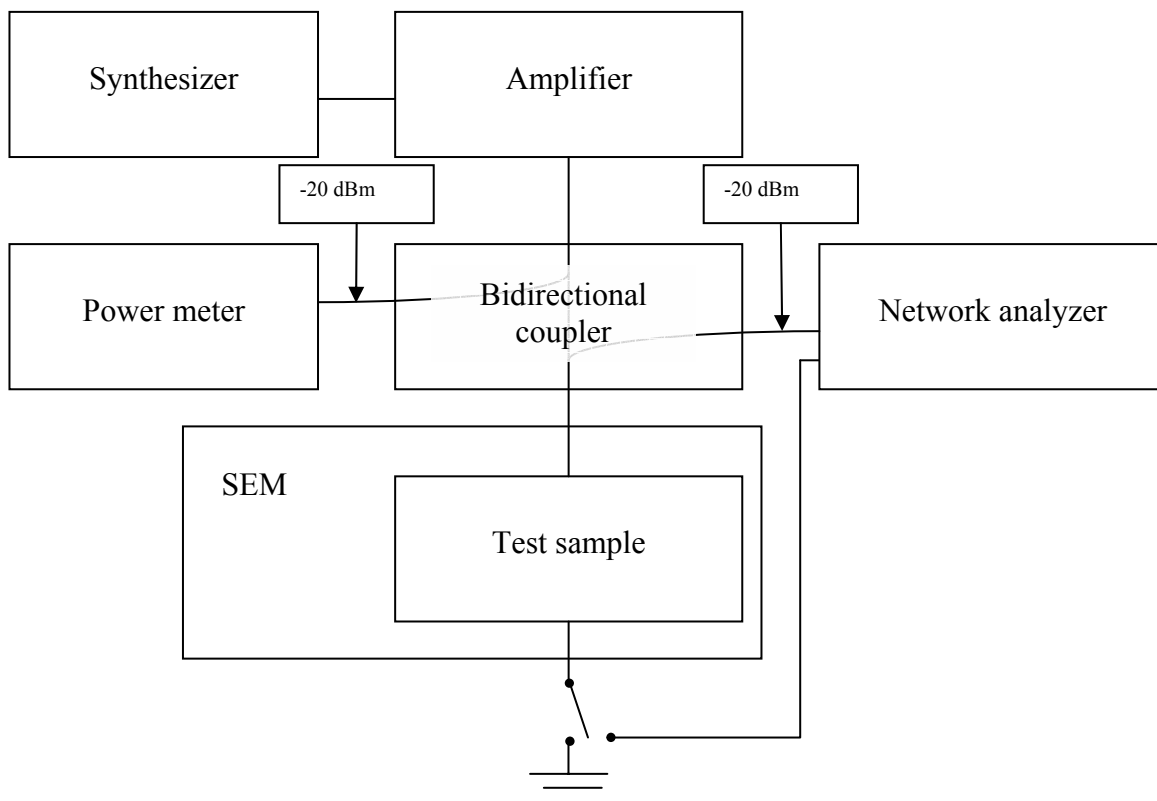 Synthesizer
Amplifier
-20 dBm
-20 dBm
Power meter
Bidirectional
coupler
Network analyzer
SEM
Test sample